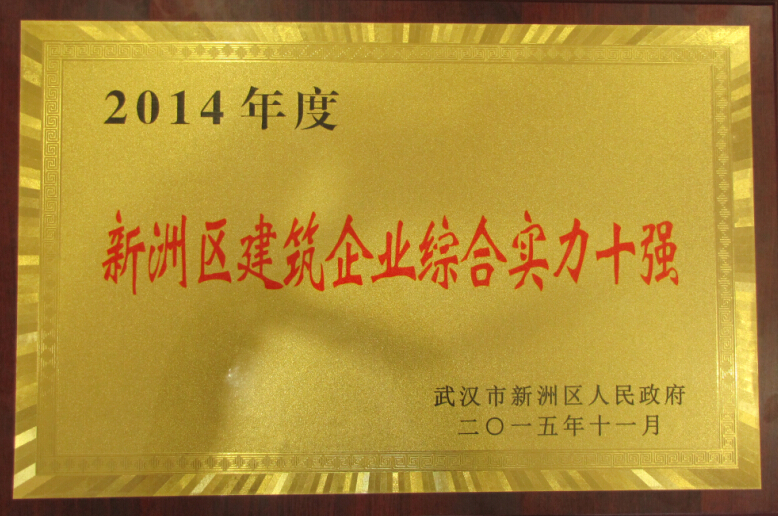 2014年度
新洲区建筑企业综合实力十强
武汉市新洲区人民政府
二〇一五年十一月